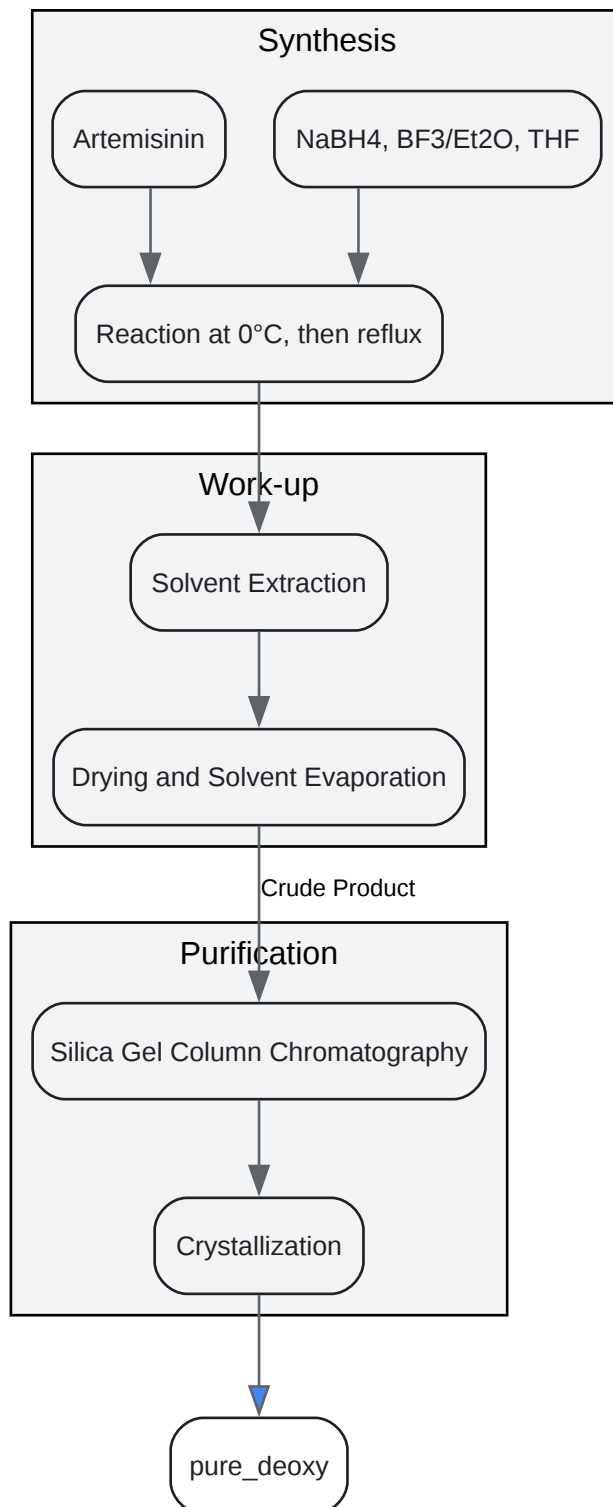 Synthesis
Artemisinin
NaBH4, BF3/Et2O, THF
Reaction at 0°C, then reflux
Work-up
Solvent Extraction
Drying and Solvent Evaporation
Crude Product
Purification
Silica Gel Column Chromatography
Crystallization
pure_deoxy